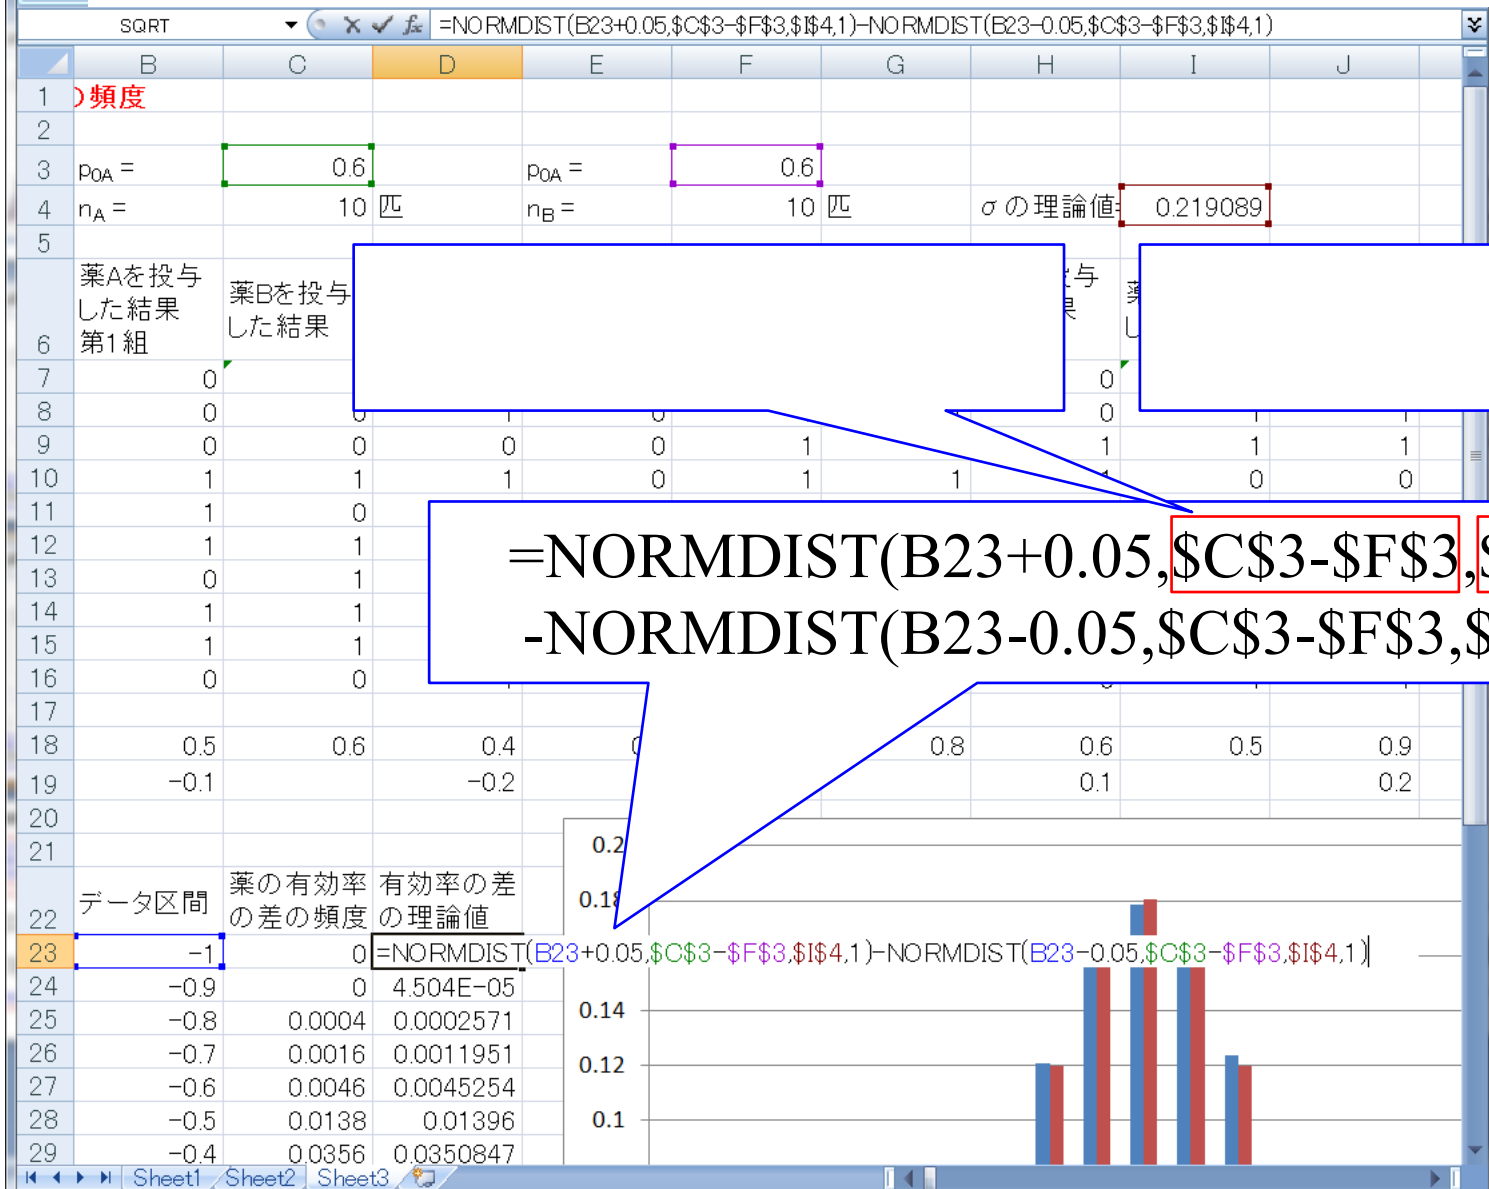 SQRT =NORMDIST(B23+0.05,$C$3-$F$3,$I$4,1)-NORMDIST(B23-0.05,$C$3-$F$3,$I$4,1)
B C D E F G H I J
1 の頻度
2
3 p0A = 0.6 p0A = 0.6
4 nA = 10 匹 nB = 10 匹 σの理論値= 0.219089
5
6 薬Aを投与 した結果 第1組 薬Bを投与 した結果 与
7 0 0
8 0 0
9 0 0 0 0 1 1 1 1
10 1 1 1 0 1 1 1 0 0
11 1 0
12 1 1
13 0 1
14 1 1
15 1 1
16 0 0
=NORMDIST(B23+0.05,$C$3-$F$3,$
-NORMDIST(B23-0.05,$C$3-$F$3,$
17
18 0.5 0.6 0.4 0.8 0.6 0.5 0.9
19 -0.1 -0.2 0.1 0.2
20
21
22 データ区間 薬の有効率 の差の頻度 有効率の差 の理論値
23 -1 0 =NORMDIST(B23+0.05,$C$3-$F$3,$I$4,1)-NORMDIST(B23-0.05,$C$3-$F$3,$I$4,1)
24 -0.9 0 4.504E-05
25 -0.8 0.0004 0.0002571
26 -0.7 0.0016 0.0011951
27 -0.6 0.0046 0.0045254
28 -0.5 0.0138 0.01396
29 -0.4 0.0356 0.0350847
0.2
0.18
0.14
0.12
0.1
Sheet1 Sheet2 Sheet3